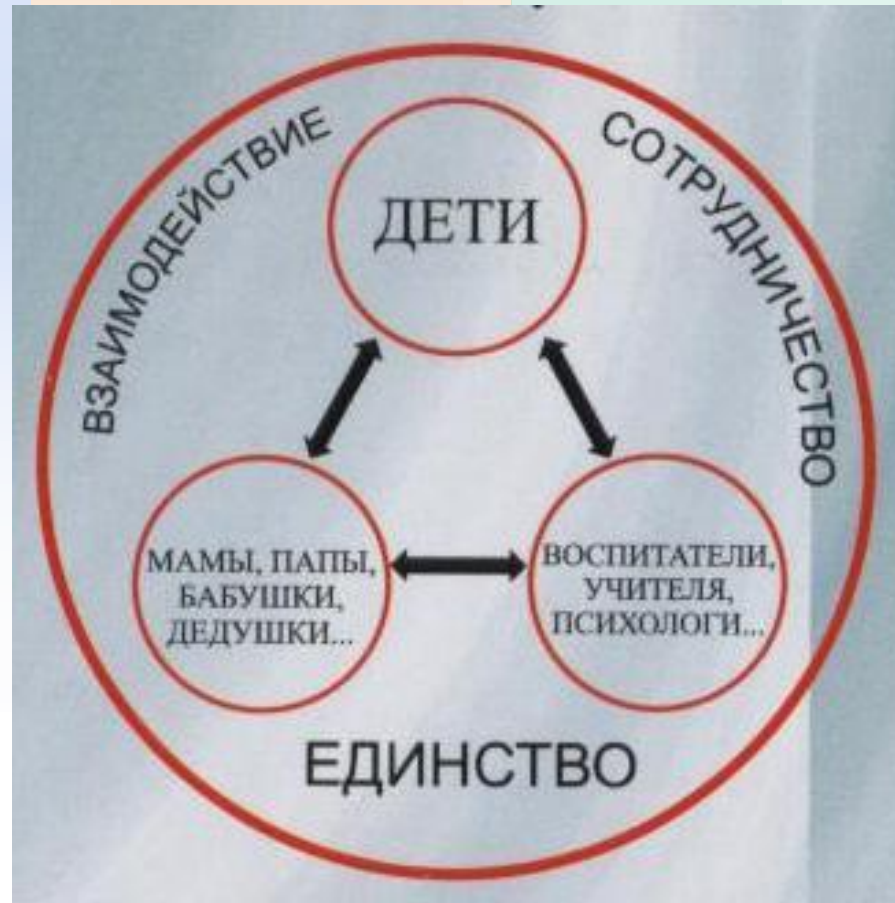 ВЗАИМОДЕЙСТВИЕ
СОТРУДНИЧЕСТВО
ДЕТИ
МАМЫ, ПАПЫ,
БАБУШКИ,
ДЕДУШКИ...
ВОСПИТАТЕЛИ,
УЧИТЕЛЯ,
ПСИХОЛОГИ...
ЕДИНСТВО